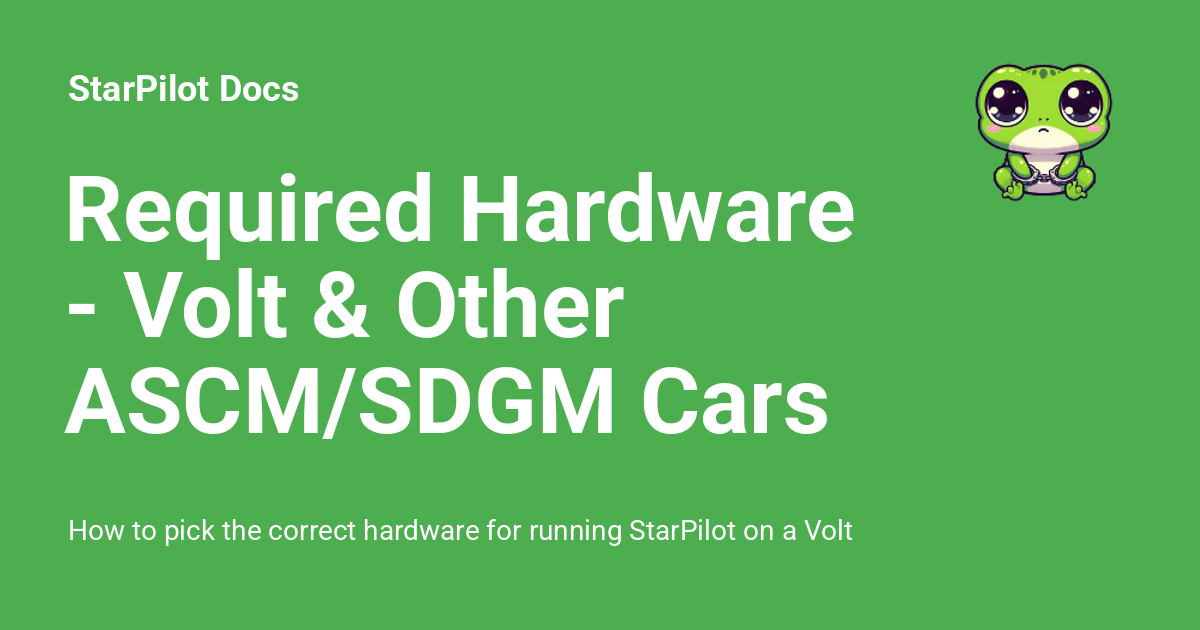 StarPilot Docs
Required Hardware
- Volt & Other
ASCM/SDGM Cars
How to pick the correct hardware for running StarPilot on a Volt